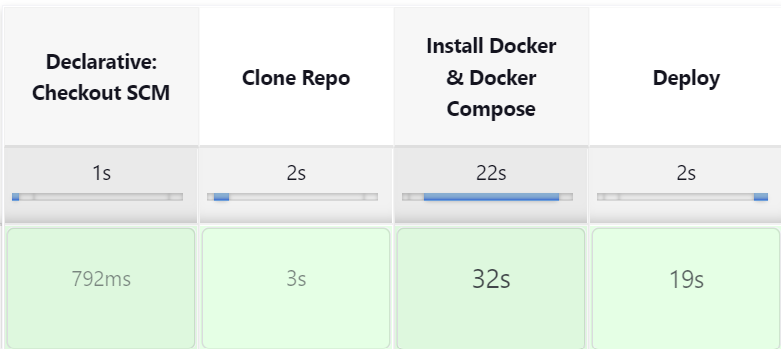 Declarative:
Checkout SCM
Clone Repo
Install Docker
& Docker
Compose
Deploy
1s
2s
22s
2s
792ms
3s
32s
19s